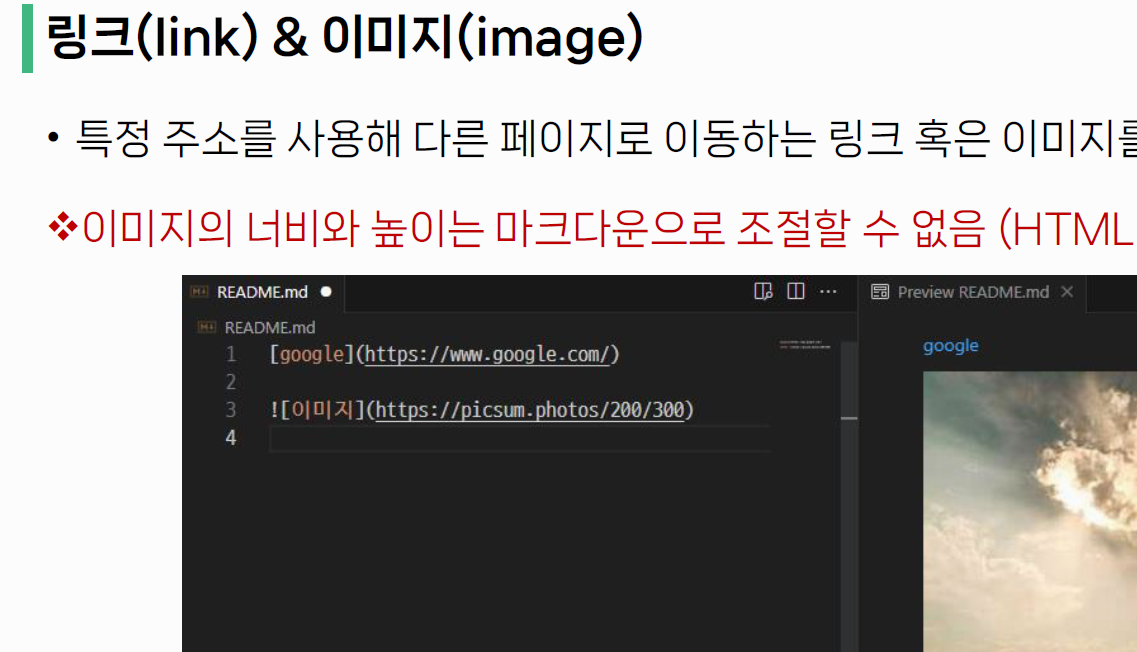 링크(link) & 이미지(image)
• 특정 주소를 사용해 다른 페이지로 이동하는 링크 혹은 이미지를
❖이미지의 너비와 높이는 마크다운으로 조절할 수 없음 (HTML
README.md ● Preview README.md ×
README.md
1 [google](https://www.google.com/)
2
3 ![이미지](https://picsum.photos/200/300)
4
google